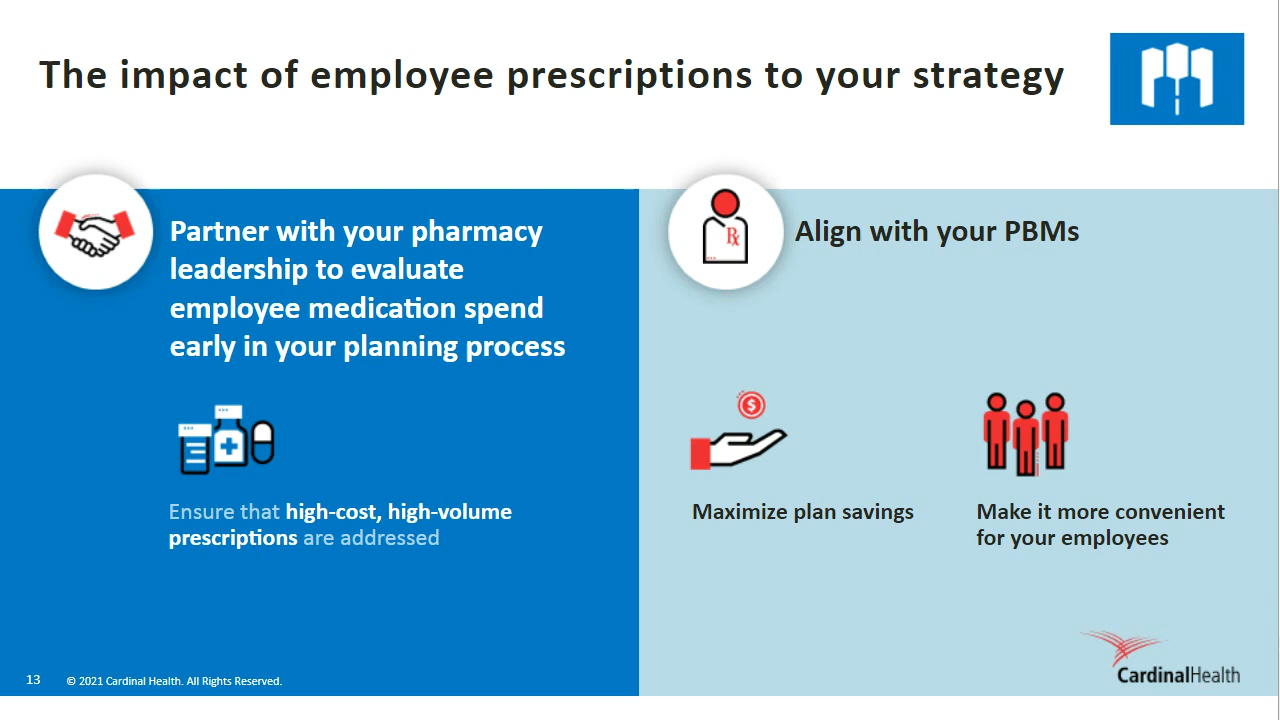 The impact of employee prescriptions to your strategy
Partner with your pharmacy
leadership to evaluate
employee medication spend
early in your planning process
Ensure that high-cost, high-volume
prescriptions are addressed
Align with your PBMs
Rx
$
Maximize plan savings
Make it more convenient
for your employees
13
© 2021 Cardinal Health. All Rights Reserved.
CardinalHealth